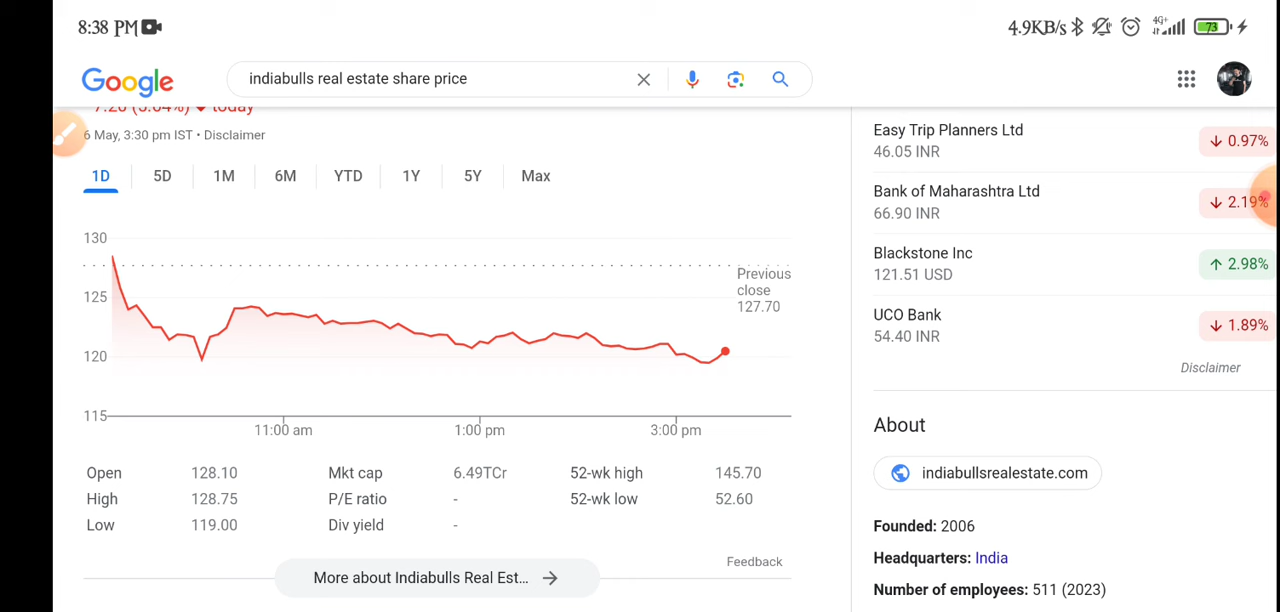 8:38 PM
4.9KB/s 4G+ 73
Google
indiabulls real estate share price
today
6 May, 3:30 pm IST • Disclaimer
1D 5D 1M 6M YTD 1Y 5Y Max
130
125
120
115
Previous
close
127.70
11:00 am 1:00 pm 3:00 pm
Open 128.10 Mkt cap 6.49TCr 52-wk high 145.70
High 128.75 P/E ratio - 52-wk low 52.60
Low 119.00 Div yield -
Feedback
More about Indiabulls Real Est...
Easy Trip Planners Ltd
46.05 INR
0.97%
Bank of Maharashtra Ltd
66.90 INR
2.19%
Blackstone Inc
121.51 USD
2.98%
UCO Bank
54.40 INR
1.89%
Disclaimer
About
indiabullsrealestate.com
Founded: 2006
Headquarters: India
Number of employees: 511 (2023)